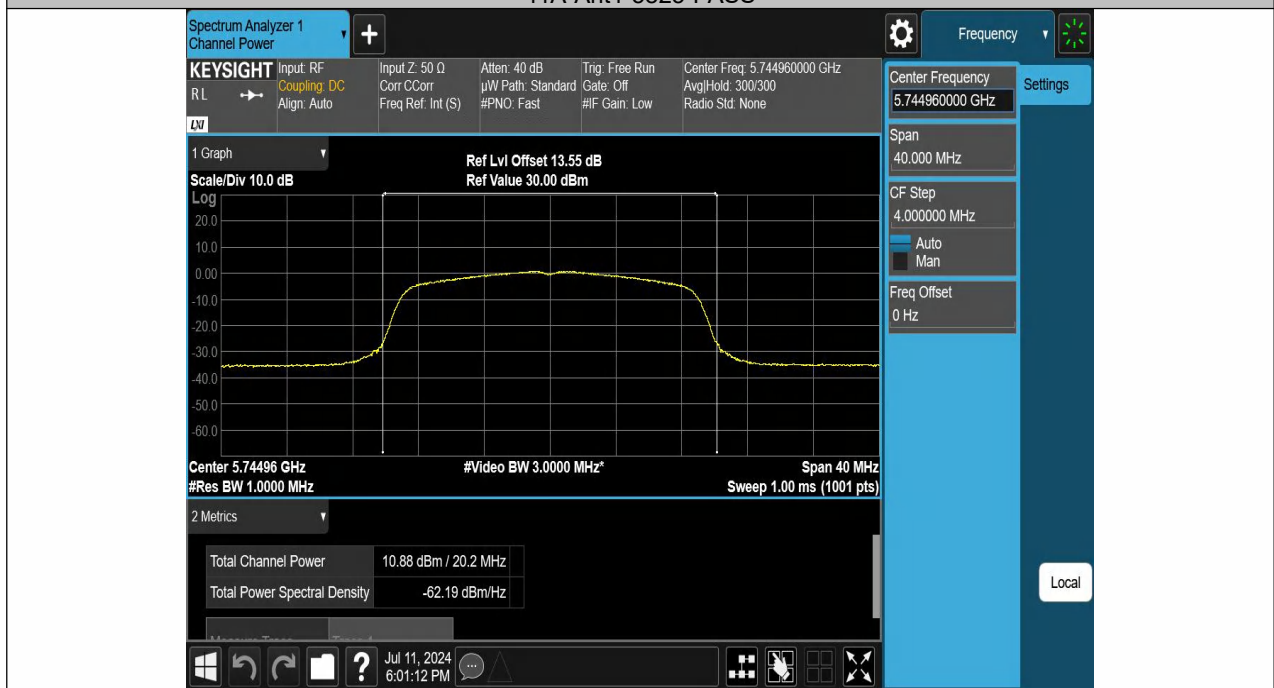 Spectrum Analyzer 1
Channel Power
+
Frequency
KEYSIGHT
RL
LXI
Input: RF
Coupling: DC
Align: Auto
Input Z: 50 Ω
Corr CCorr
Freq Ref: Int (S)
Atten: 40 dB
µW Path: Standard
#PNO: Fast
Trig: Free Run
Gate: Off
#IF Gain: Low
Center Freq: 5.744960000 GHz
Avg|Hold: 300/300
Radio Std: None
Center Frequency
5.744960000 GHz
Settings
Span
40.000 MHz
CF Step
4.000000 MHz
Auto
Man
Freq Offset
0 Hz
Local
1 Graph
Scale/Div 10.0 dB
Ref Lvl Offset 13.55 dB
Ref Value 30.00 dBm
Log
20.0
10.0
0.00
-10.0
-20.0
-30.0
-40.0
-50.0
-60.0
Center 5.74496 GHz
#Video BW 3.0000 MHz*
Span 40 MHz
#Res BW 1.0000 MHz
Sweep 1.00 ms (1001 pts)
2 Metrics
Total Channel Power 10.88 dBm / 20.2 MHz
Total Power Spectral Density -62.19 dBm/Hz
?
Jul 11, 2024
6:01:12 PM